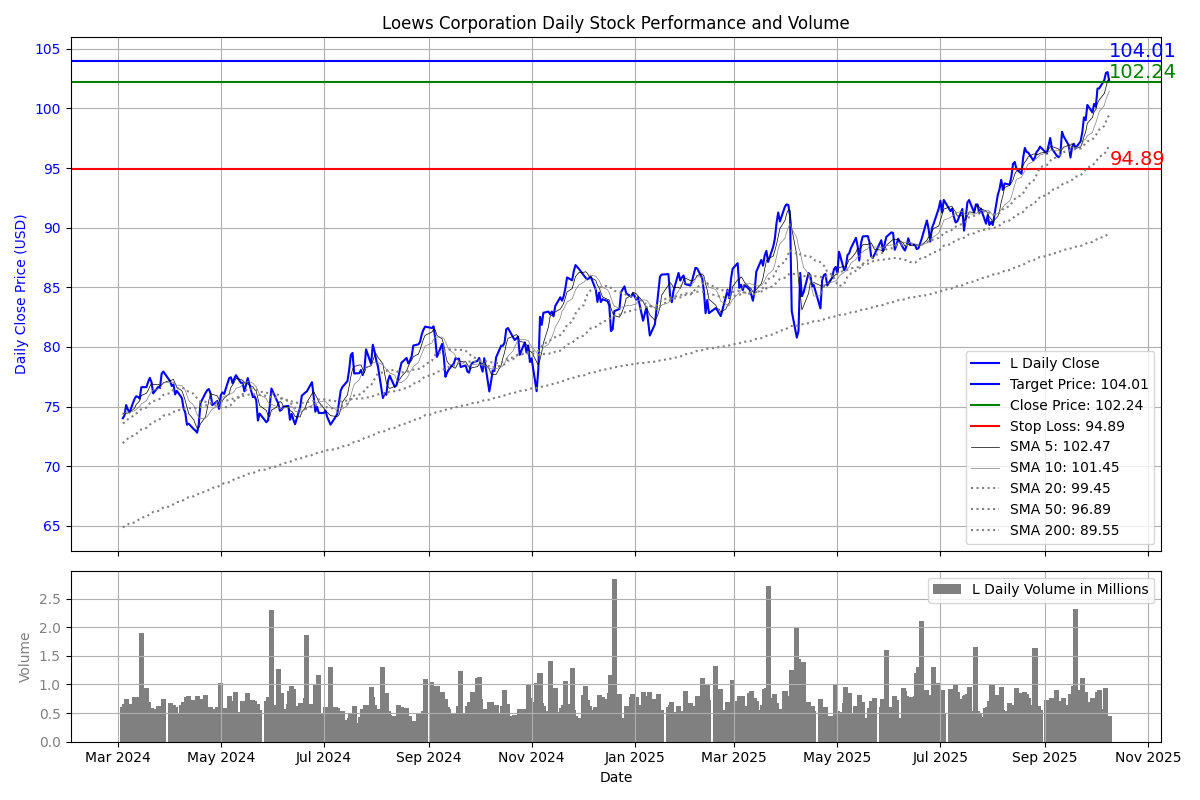 Loews Corporation Daily Stock Performance and Volume
Daily Close Price (USD)
105
100
95
90
85
80
75
70
65
104.01
102.24
94.89
L Daily Close
Target Price: 104.01
Close Price: 102.24
Stop Loss: 94.89
SMA 5: 102.47
SMA 10: 101.45
SMA 20: 99.45
SMA 50: 96.89
SMA 200: 89.55
Volume
2.5
2.0
1.5
1.0
0.5
0.0
L Daily Volume in Millions
Mar 2024 May 2024 Jul 2024 Sep 2024 Nov 2024 Jan 2025 Mar 2025 May 2025 Jul 2025 Sep 2025 Nov 2025
Date